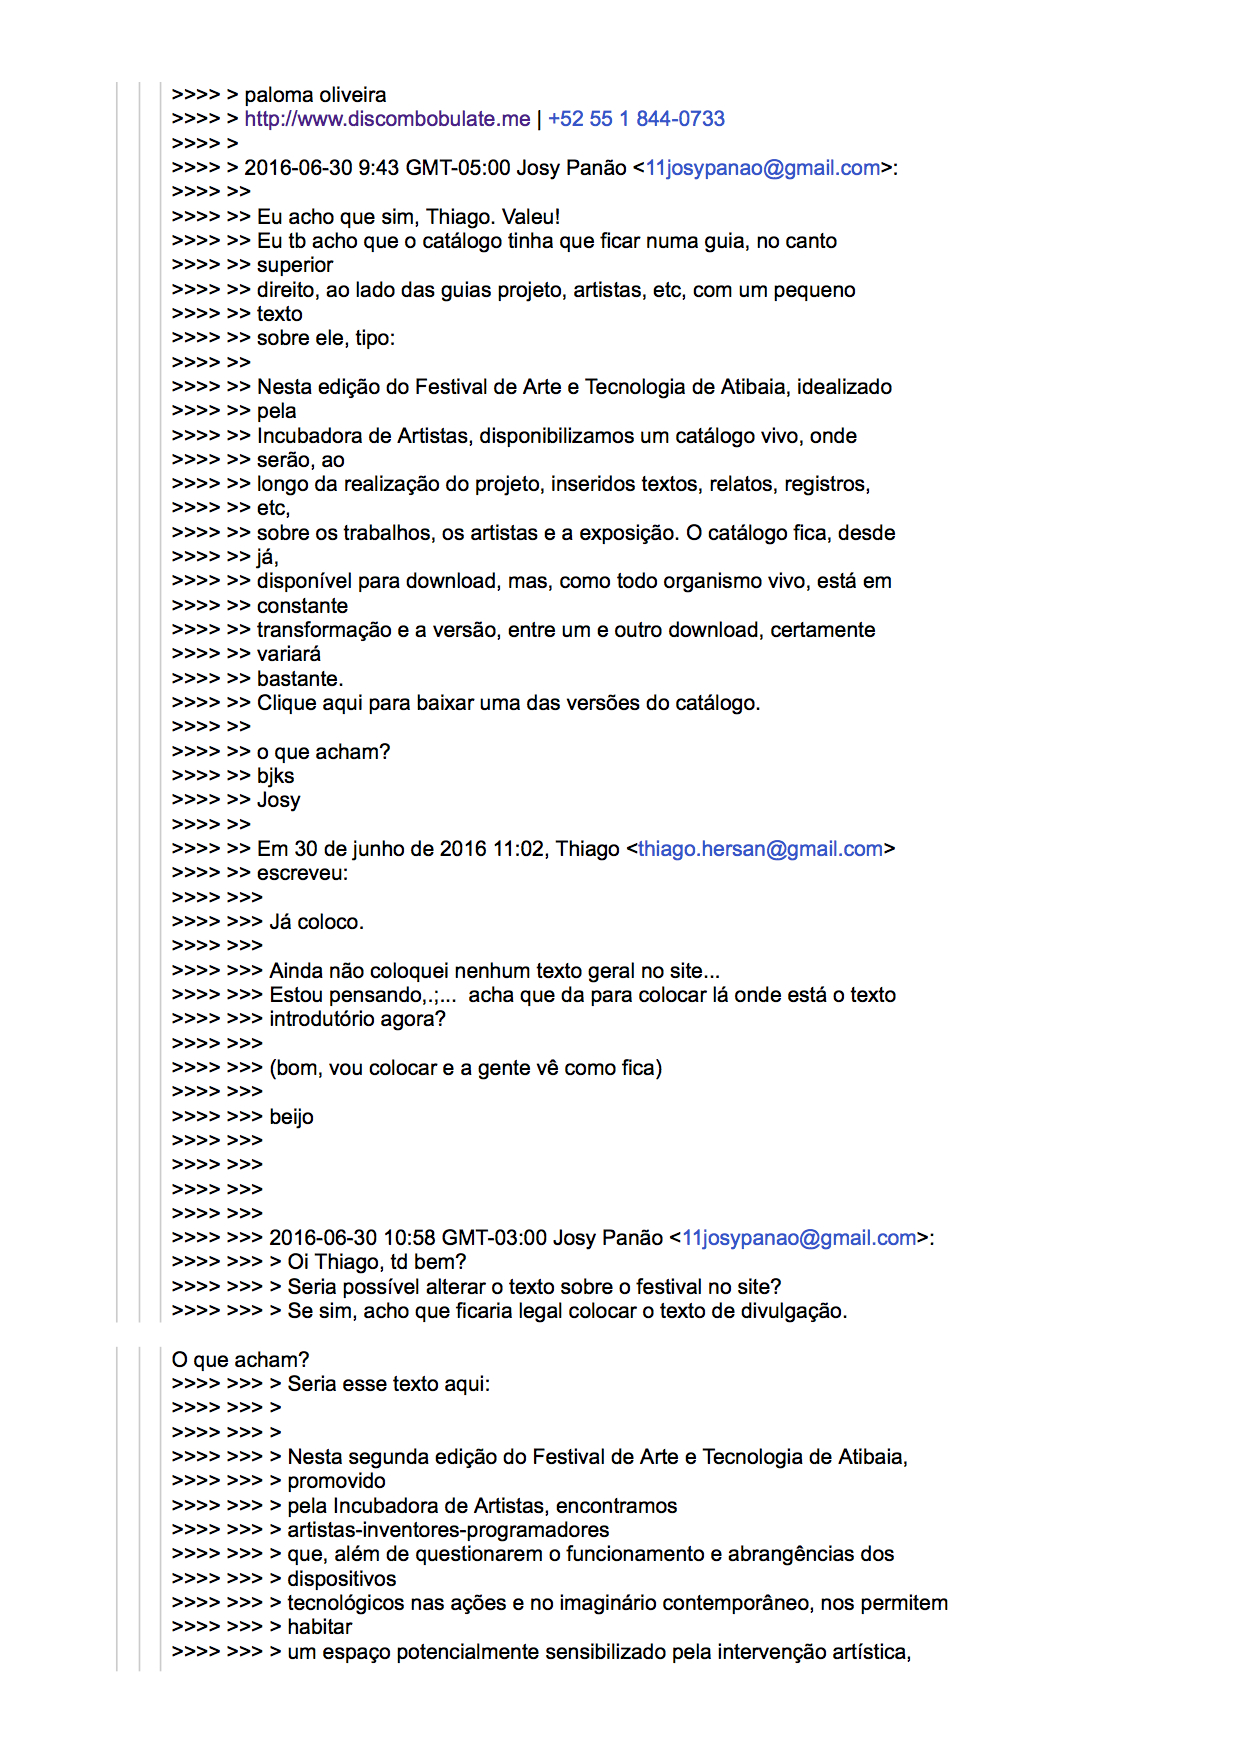 >>>> > paloma oliveira
>>>> > http://www.discombobulate.me | +52 55 1 844-0733
>>>> >
>>>> > 2016-06-30 9:43 GMT-05:00 Josy Panão <11josypanao@gmail.com>:
>>>> >>
>>>> >> Eu acho que sim, Thiago. Valeu!
>>>> >> Eu tb acho que o catálogo tinha que ficar numa guia, no canto
>>>> >> superior
>>>> >> direito, ao lado das guias projeto, artistas, etc, com um pequeno
>>>> >> texto
>>>> >> sobre ele, tipo:
>>>> >>
>>>> >> Nesta edição do Festival de Arte e Tecnologia de Atibaia, idealizado
>>>> >> pela
>>>> >> Incubadora de Artistas, disponibilizamos um catálogo vivo, onde
>>>> >> serão, ao
>>>> >> longo da realização do projeto, inseridos textos, relatos, registros,
>>>> >> etc,
>>>> >> sobre os trabalhos, os artistas e a exposição. O catálogo fica, desde
>>>> >> já,
>>>> >> disponível para download, mas, como todo organismo vivo, está em
>>>> >> constante
>>>> >> transformação e a versão, entre um e outro download, certamente
>>>> >> variará
>>>> >> bastante.
>>>> >> Clique aqui para baixar uma das versões do catálogo.
>>>> >>
>>>> >> o que acham?
>>>> >> bjks
>>>> >> Josy
>>>> >>
>>>> >> Em 30 de junho de 2016 11:02, Thiago <thiago.hersan@gmail.com>
>>>> >> escreveu:
>>>> >>>
>>>> >>> Já coloco.
>>>> >>>
>>>> >>> Ainda não coloquei nenhum texto geral no site...
>>>> >>> Estou pensando,.;...  acha que da para colocar lá onde está o texto
>>>> >>> introdutório agora?
>>>> >>>
>>>> >>> (bom, vou colocar e a gente vê como fica)
>>>> >>>
>>>> >>> beijo
>>>> >>>
>>>> >>>
>>>> >>>
>>>> >>>
>>>> >>> 2016-06-30 10:58 GMT-03:00 Josy Panão <11josypanao@gmail.com>:
>>>> >>> > Oi Thiago, td bem?
>>>> >>> > Seria possível alterar o texto sobre o festival no site?
>>>> >>> > Se sim, acho que ficaria legal colocar o texto de divulgação.
O que acham?
>>>> >>> > Seria esse texto aqui:
>>>> >>> >
>>>> >>> >
>>>> >>> > Nesta segunda edição do Festival de Arte e Tecnologia de Atibaia,
>>>> >>> > promovido
>>>> >>> > pela Incubadora de Artistas, encontramos
>>>> >>> > artistas-inventores-programadores
>>>> >>> > que, além de questionarem o funcionamento e abrangências dos
>>>> >>> > dispositivos
>>>> >>> > tecnológicos nas ações e no imaginário contemporâneo, nos permitem
>>>> >>> > habitar
>>>> >>> > um espaço potencialmente sensibilizado pela intervenção artística,